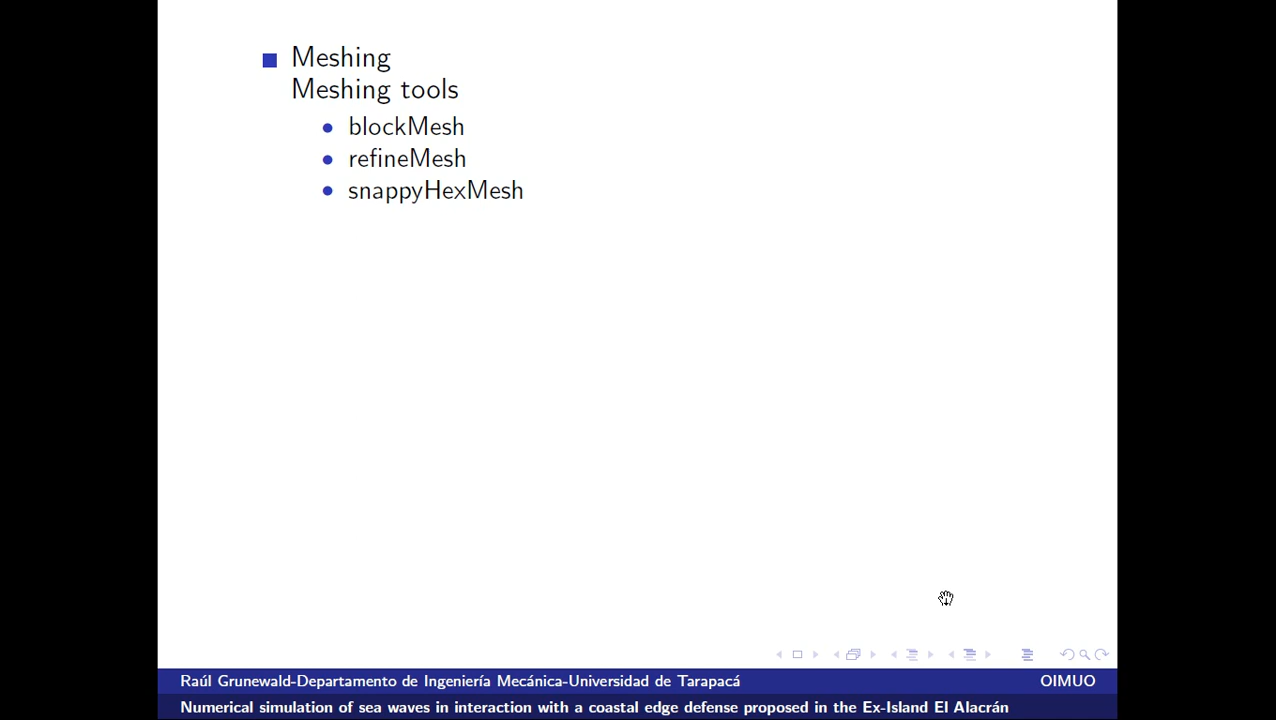 Meshing
Meshing tools
blockMesh
refineMesh
snappyHexMesh
Raúl Grunewald-Departamento de Ingeniería Mecánica-Universidad de Tarapacá OIMUO
Numerical simulation of sea waves in interaction with a coastal edge defense proposed in the Ex-Island El Alacrán